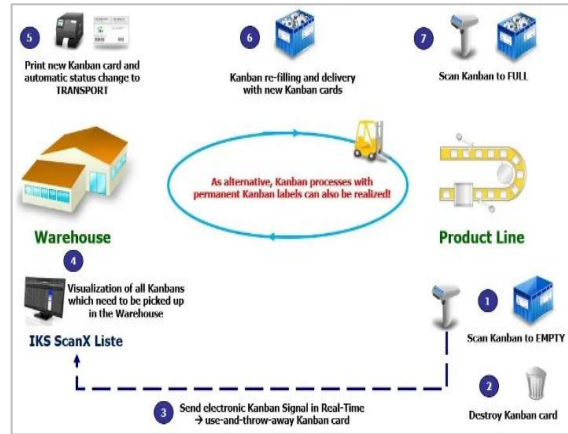 5
Print new Kanban card and
automatic status change to
TRANSPORT
6
Kanban re-filling and delivery
with new Kanban cards
7
Scan Kanban to FULL
As alternative, Kanban processes with
permanent Kanban labels can also be realized!
Warehouse
Product Line
4
Visualization of all Kanbans
which need to be picked up
in the Warehouse
IKS ScanX Liste
1
Scan Kanban to EMPTY
2
Destroy Kanban card
3
Send electronic Kanban Signal in Real-Time
→ use-and-throw-away Kanban card